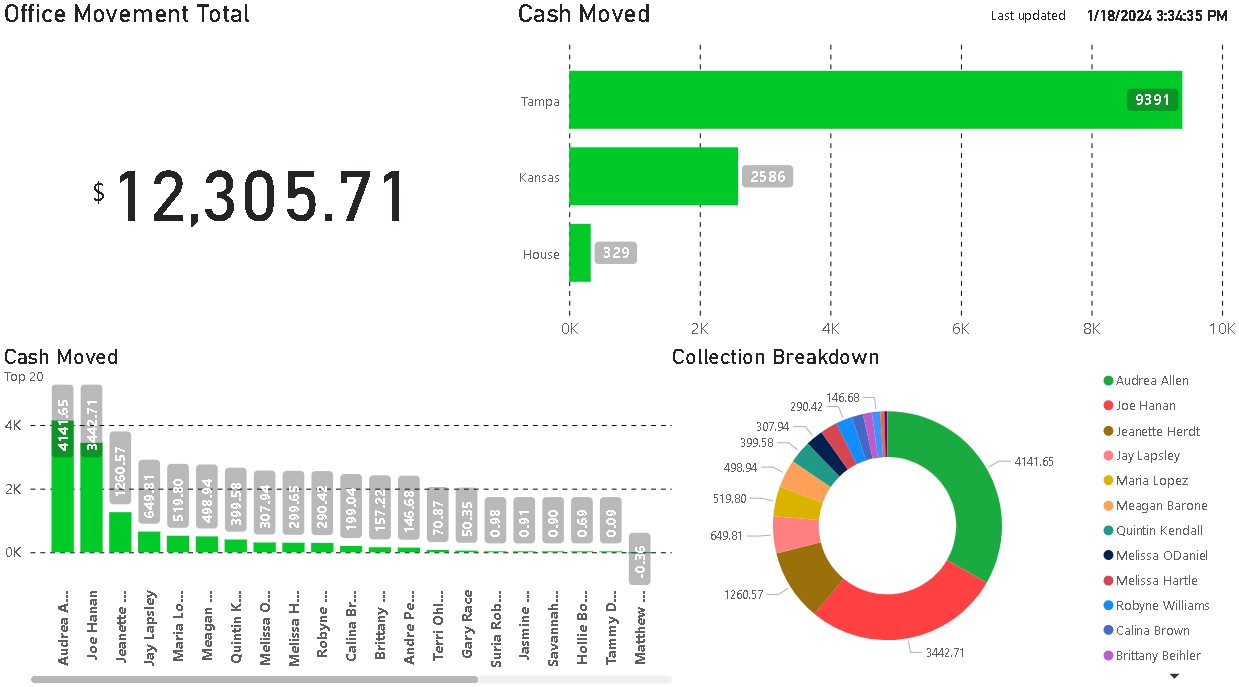 Office Movement Total
$ 12,305.71
Cash Moved
Last updated 1/18/2024 3:34:35 PM
Tampa 9391
Kansas 2586
House 329
0K 2K 4K 6K 8K 10K
Cash Moved
Top 20
4K
2K
0K
4141.65
3442.71
1260.57
649.81
519.80
498.94
399.58
307.94
299.65
290.42
199.04
157.22
146.68
70.87
50.35
0.98
0.91
0.90
0.69
0.09
-0.36
Audrea A...
Joe Hanan
Jeanette ...
Jay Lapsley
Maria Lo...
Meagan ...
Quintin K...
Melissa O...
Melissa H...
Robyne ...
Calina Br...
Brittany ...
Andre Pe...
Terri Ohl...
Gary Race
Suria Rob...
Jasmine ...
Savannah...
Hollie Bo...
Tammy D...
Matthew ...
Collection Breakdown
146.68
290.42
307.94
399.58
498.94
519.80
649.81
1260.57
3442.71
4141.65
Audrea Allen
Joe Hanan
Jeanette Herdt
Jay Lapsley
Maria Lopez
Meagan Barone
Quintin Kendall
Melissa ODaniel
Melissa Hartle
Robyne Williams
Calina Brown
Brittany Beihler